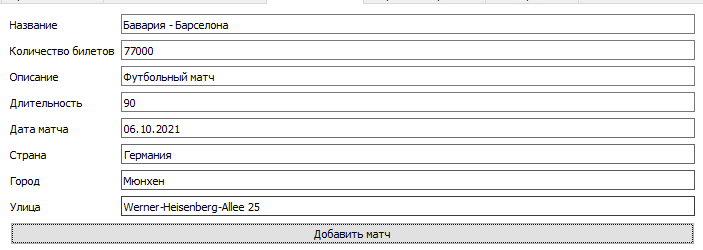 Название Бавария - Барселона
Количество билетов 77000
Описание Футбольный матч
Длительность 90
Дата матча 06.10.2021
Страна Германия
Город Мюнхен
Улица Werner-Heisenberg-Allee 25
Добавить матч